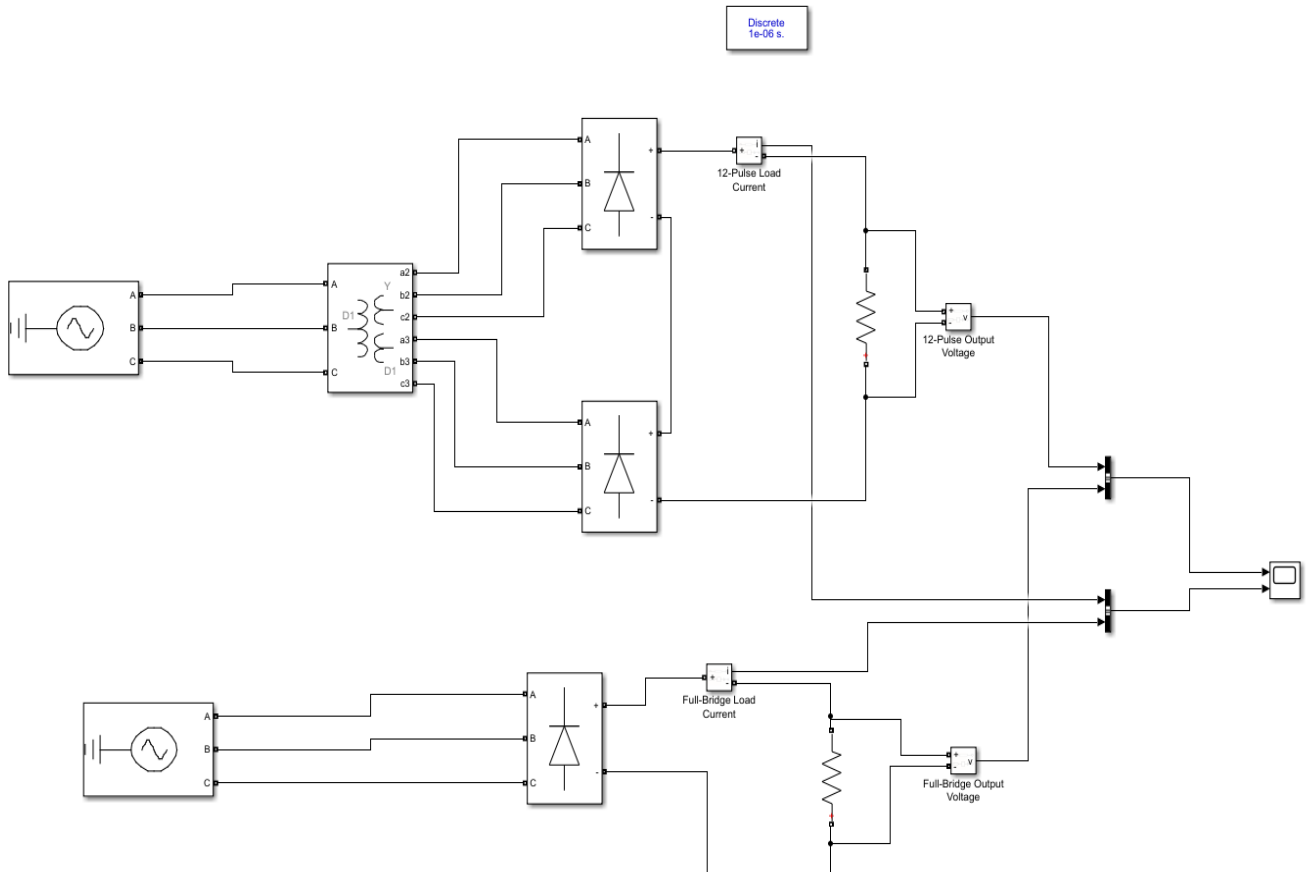 Discrete
1e-06 s.
A
B
C
+
-
+
i
-
12-Pulse Load
Current
A
B
C
A
B
C
D1
Y
D1
a2
b2
c2
a3
b3
c3
+
-
v
12-Pulse Output
Voltage
+
A
B
C
+
-
A
B
C
A
B
C
+
-
+
i
-
Full-Bridge Load
Current
+
+
-
v
Full-Bridge Output
Voltage
+